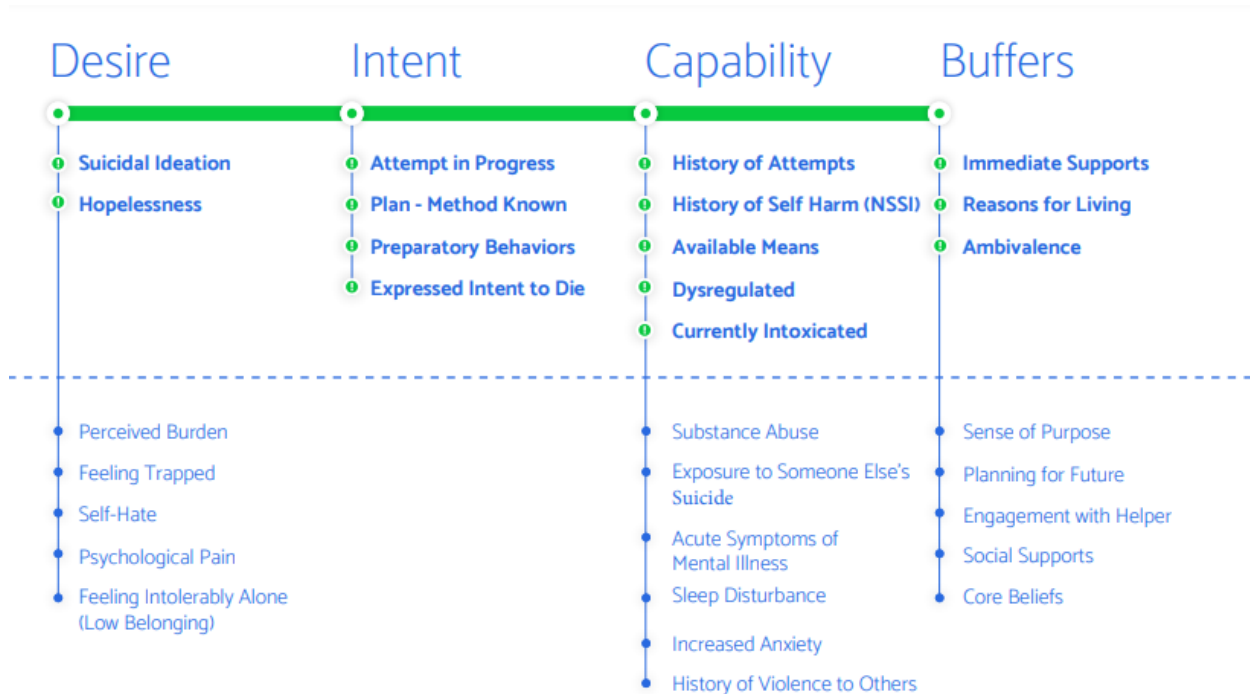 Desire
Intent
Capability
Buffers
Suicidal Ideation
Hopelessness
Attempt in Progress
Plan - Method Known
Preparatory Behaviors
Expressed Intent to Die
History of Attempts
History of Self Harm (NSSI)
Available Means
Dysregulated
Currently Intoxicated
Immediate Supports
Reasons for Living
Ambivalence
Perceived Burden
Feeling Trapped
Self-Hate
Psychological Pain
Feeling Intolerably Alone
(Low Belonging)
Substance Abuse
Exposure to Someone Else's
Suicide
Acute Symptoms of
Mental Illness
Sleep Disturbance
Increased Anxiety
History of Violence to Others
Sense of Purpose
Planning for Future
Engagement with Helper
Social Supports
Core Beliefs